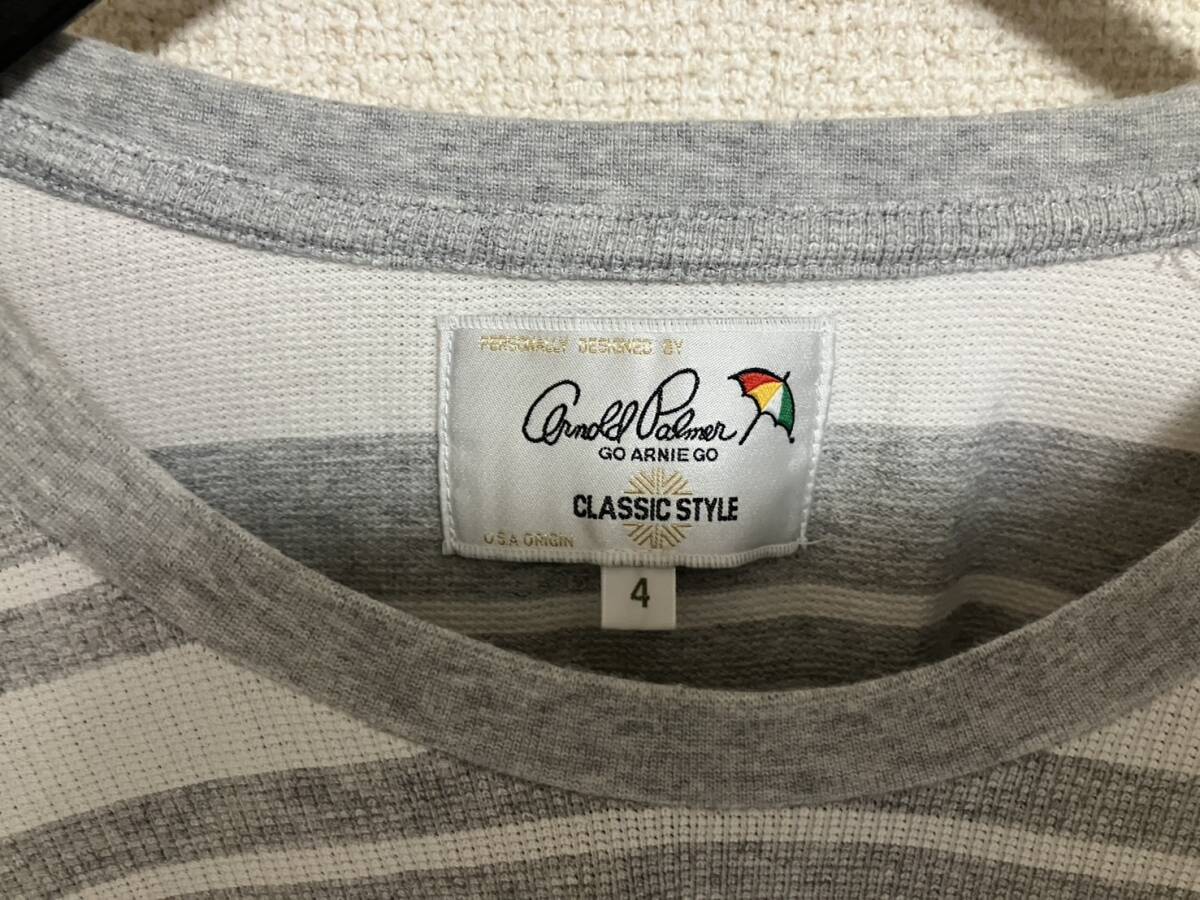 PERSONALLY DESIGNED BY
Arnold Palmer
GO ARNIE GO
CLASSIC STYLE
U.S.A ORIGIN
4